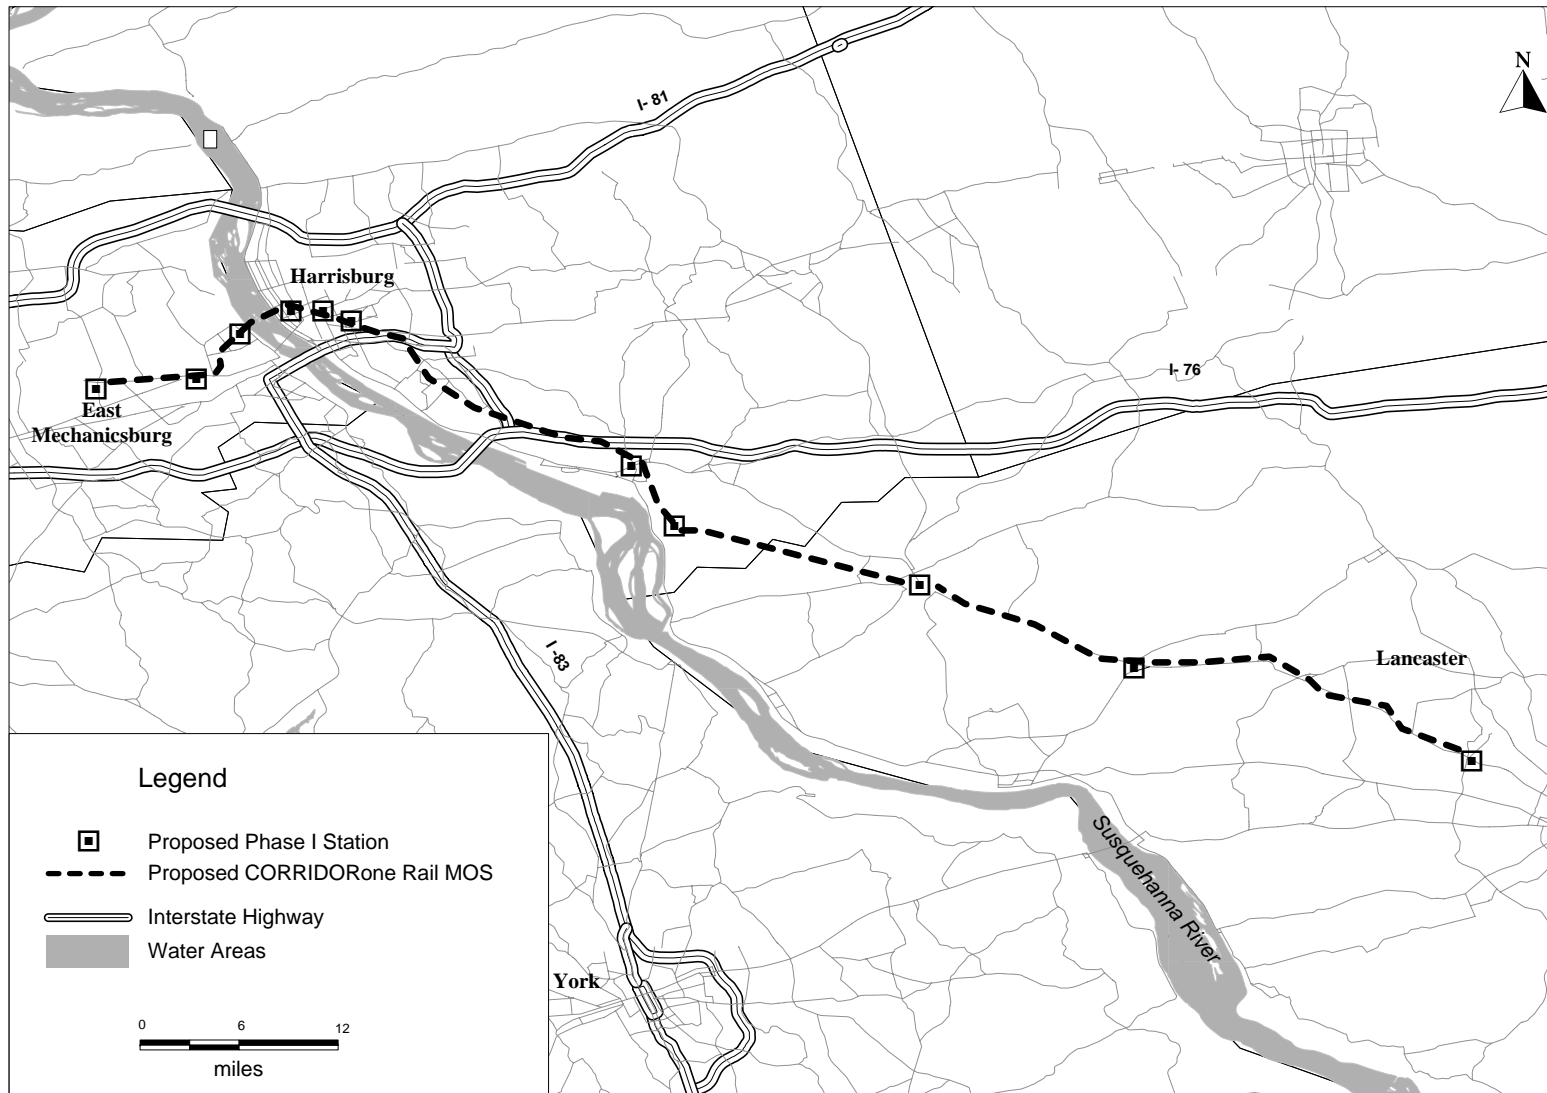 N
I- 81
Harrisburg
I- 76
East
Mechanicsburg
I -83
Lancaster
Susquehanna River
York
Legend
Proposed Phase I Station
Proposed CORRIDORone Rail MOS
Interstate Highway
Water Areas
0 6 12
miles